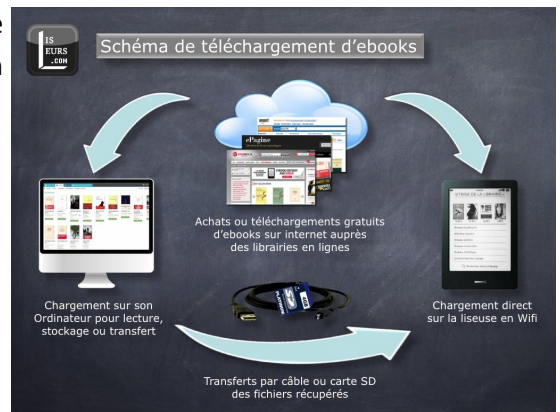 IS
EURS
.COM
Schéma de téléchargement d'ebooks
ePagine
Achats ou téléchargements gratuits
d'ebooks sur internet auprès
des librairies en lignes
Chargement sur son
Ordinateur pour lecture,
stockage ou transfert
Chargement direct
sur la liseuse en Wifi
Transferts par câble ou carte SD
des fichiers récupérés